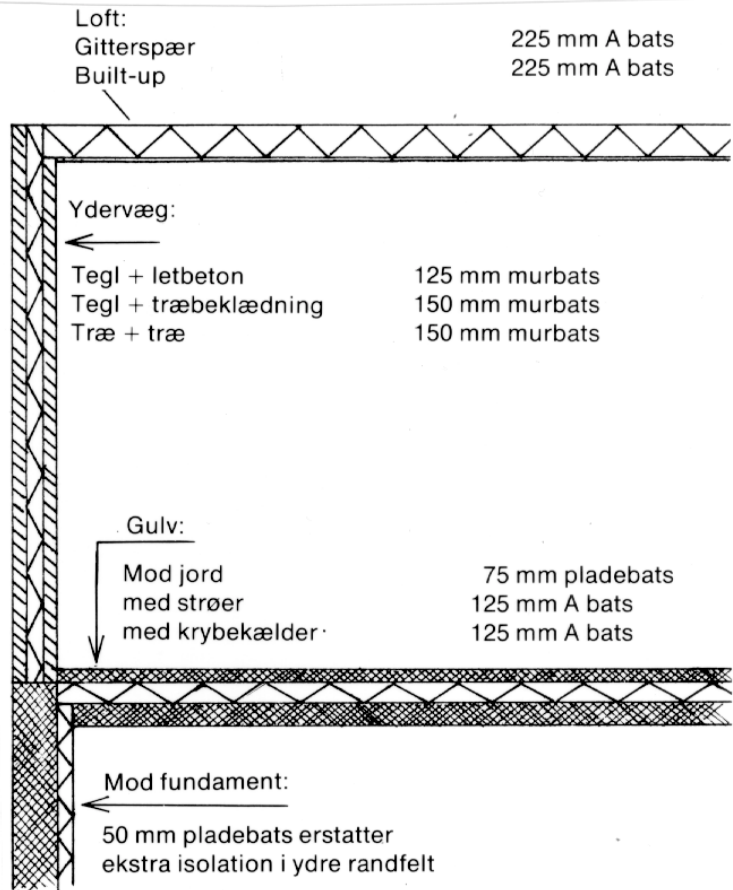 Loft:
Gitterspær 225 mm A bats
Built-up 225 mm A bats
Ydervæg:
Tegl + letbeton 125 mm murbats
Tegl + træbeklædning 150 mm murbats
Træ + træ 150 mm murbats
Gulv:
Mod jord 75 mm pladebats
med strøer 125 mm A bats
med krybekælder 125 mm A bats
Mod fundament:
50 mm pladebats erstatter
ekstra isolation i ydre randfelt